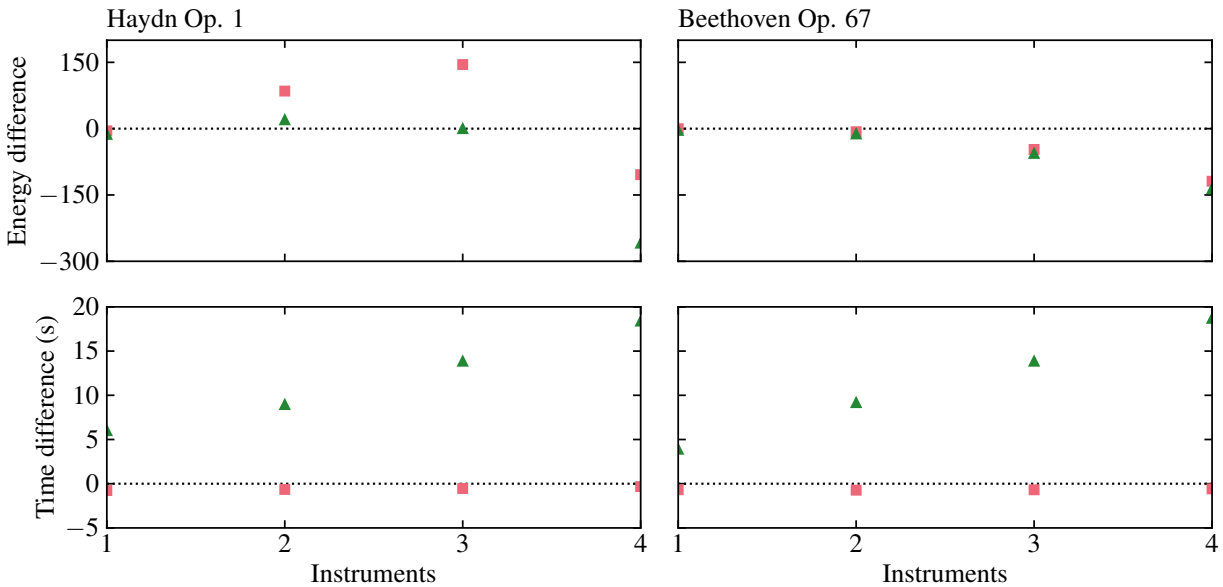 Haydn Op. 1
Beethoven Op. 67
Energy difference
150
0
−150
−300
Time difference (s)
20
15
10
5
0
−5
1 2 3 4
1 2 3 4
Instruments
Instruments